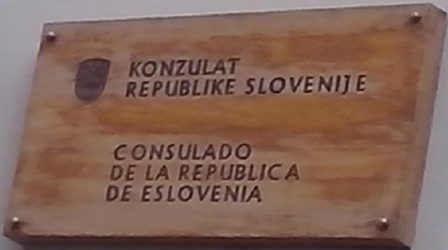 KONZULAT
REPUBLIKE SLOVENIJE
CONSULADO
DE LA REPUBLICA
DE ESLOVENIA